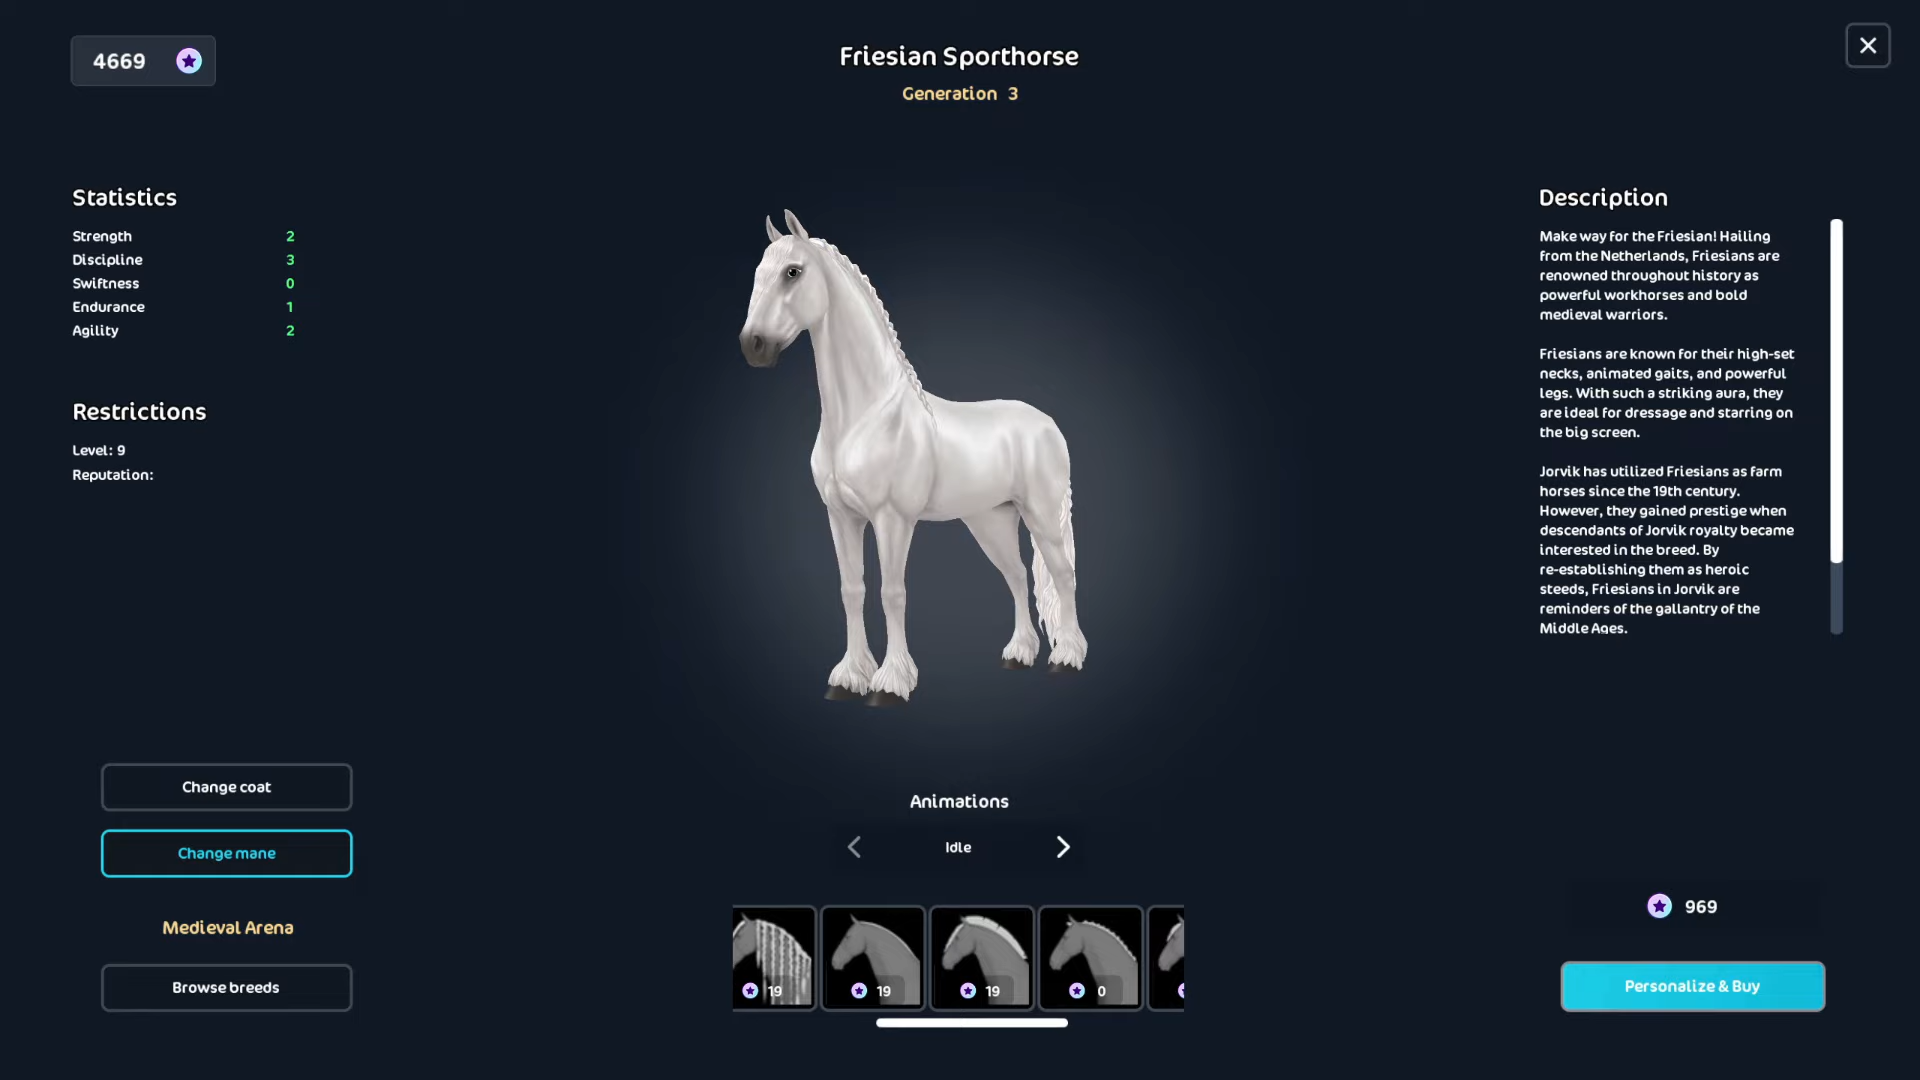 4669
Friesian Sporthorse
Generation 3
Statistics
Strength 2
Discipline 3
Swiftness 0
Endurance 1
Agility 2
Restrictions
Level: 9
Reputation:
Description
Make way for the Friesian! Hailing
from the Netherlands, Friesians are
renowned throughout history as
powerful workhorses and bold
medieval warriors.
Friesians are known for their high-set
necks, animated gaits, and powerful
legs. With such a striking aura, they
are ideal for dressage and starring on
the big screen.
Jorvik has utilized Friesians as farm
horses since the 19th century.
However, they gained prestige when
descendants of Jorvik royalty became
interested in the breed. By
re-establishing them as heroic
steeds, Friesians in Jorvik are
reminders of the gallantry of the
Middle Ages.
Change coat
Change mane
Medieval Arena
Browse breeds
Animations
Idle
19
19
19
0
969
Personalize & Buy